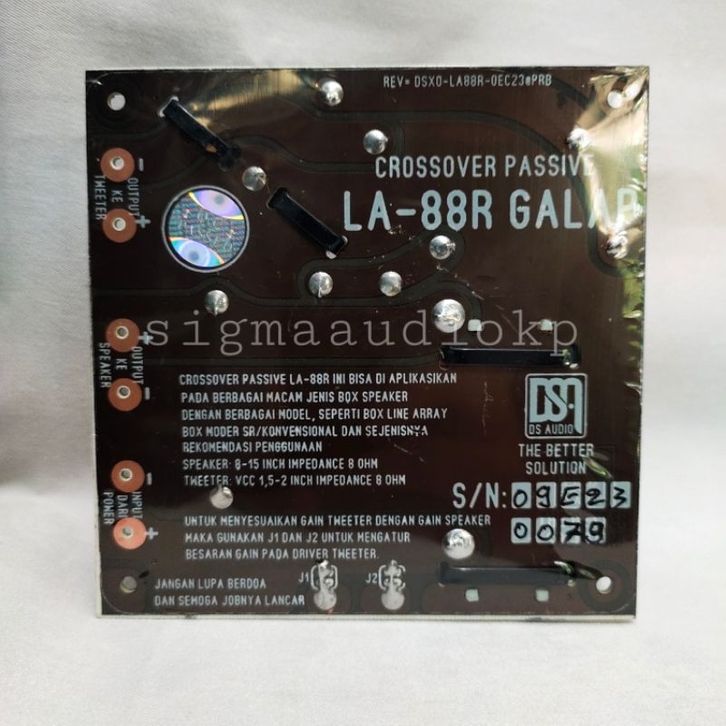 REV= DSXO-LA88R-0EC23@PRB
CROSSOVER PASSIVE
LA-88R GALAP
- OUTPUT
KE
TWEETER +
sigmaaudiokp
+ OUTPUT
KE
SPEAKER -
CROSSOVER PASSIVE LA-88R INI BISA DI APLIKASIKAN
PADA BERBAGAI MACAM JENIS BOX SPEAKER
DENGAN BERBAGAI MODEL, SEPERTI BOX LINE ARRAY
BOX MODER SR/KONVENSIONAL DAN SEJENISNYA
REKOMENDASI PENGGUNAAN
SPEAKER: 8-15 INCH IMPEDANCE 8 OHM
TWEETER: VCC 1,5-2 INCH IMPEDANCE 8 OHM
DSA
DS AUDIO
THE BETTER
SOLUTION
S/N: 09523
0079
- INPUT
DARI
POWER +
UNTUK MENYESUAIKAN GAIN TWEETER DENGAN GAIN SPEAKER
MAKA GUNAKAN J1 DAN J2 UNTUK MENGATUR
BESARAN GAIN PADA DRIVER TWEETER.
J1
J2
JANGAN LUPA BERDOA
DAN SEMOGA JOBNYA LANCAR